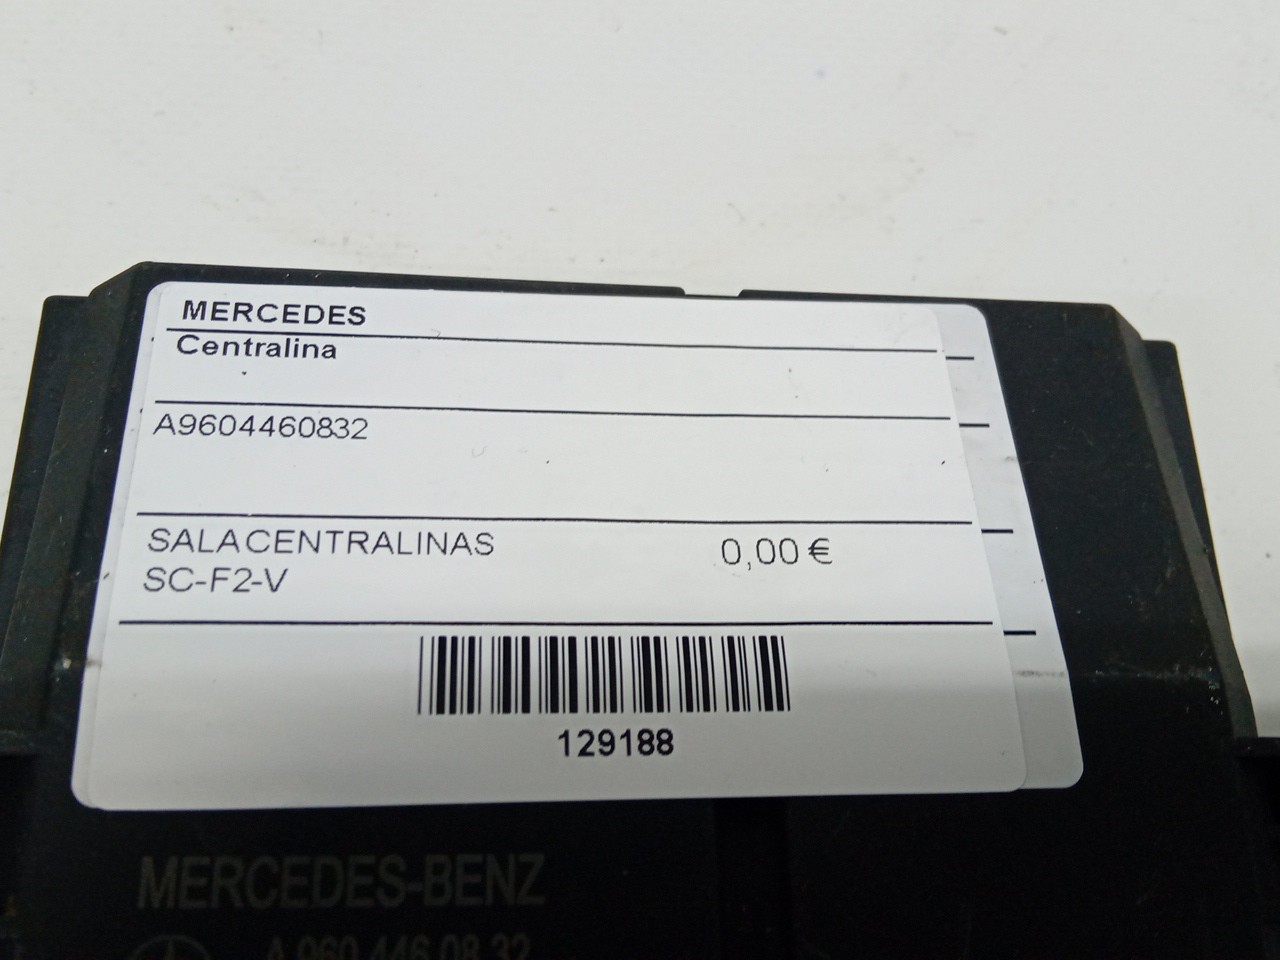 MERCEDES
Centralina
A9604460832
SALACENTRALINAS
0,00 €
SC-F2-V
129188
MERCEDES-BENZ
A 960 446 08 32